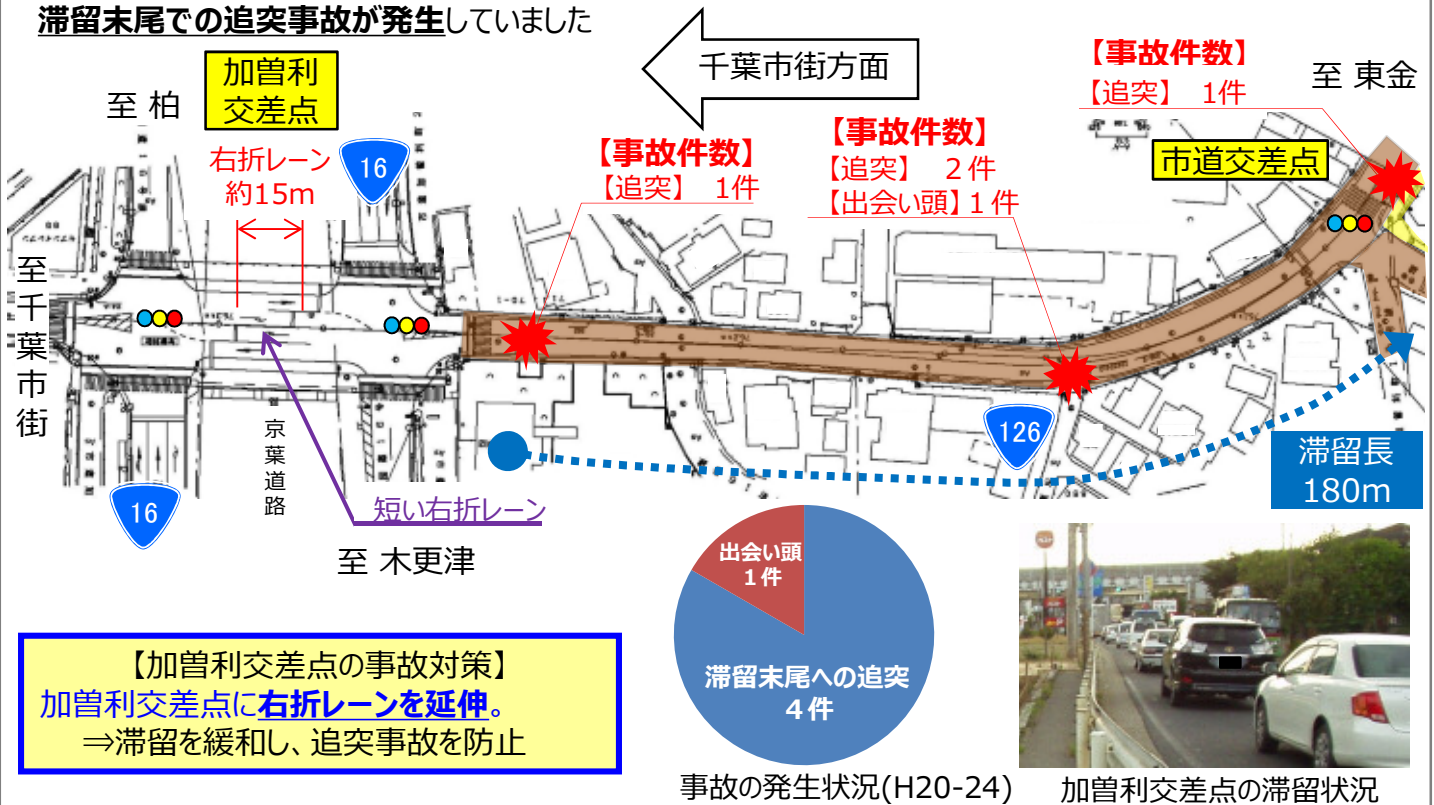 滞留末尾での追突事故が発生していました
千葉市街方面
【事故件数】
【追突】 1件
至 東金
加曽利
交差点
至 柏
右折レーン
約15m
16
【事故件数】
【追突】 1件
【事故件数】
【追突】 2件
【出会い頭】1件
市道交差点
至千葉市街
京葉道路
126
滞留長
180m
16
短い右折レーン
至 木更津
出会い頭
1件
滞留末尾への追突
4件
【加曽利交差点の事故対策】
加曽利交差点に右折レーンを延伸。
⇒滞留を緩和し、追突事故を防止
事故の発生状況(H20-24)
加曽利交差点の滞留状況